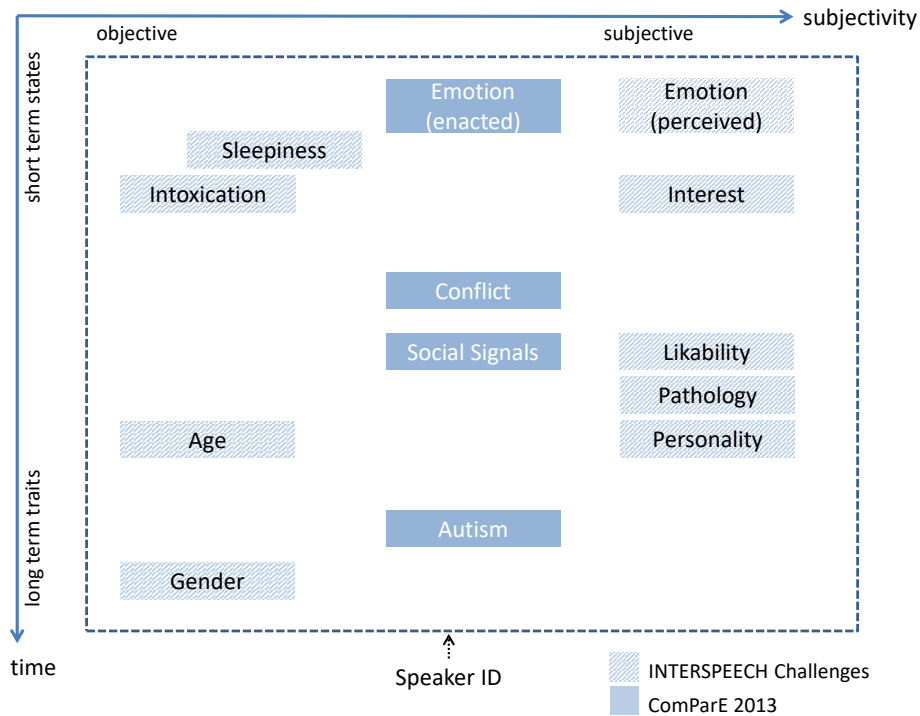 subjectivity
objective
subjective
short term states
Emotion
(enacted)
Emotion
(perceived)
Sleepiness
Intoxication
Interest
Conflict
Social Signals
Likability
Pathology
Age
Personality
long term traits
Autism
Gender
time
Speaker ID
INTERSPEECH Challenges
ComParE 2013